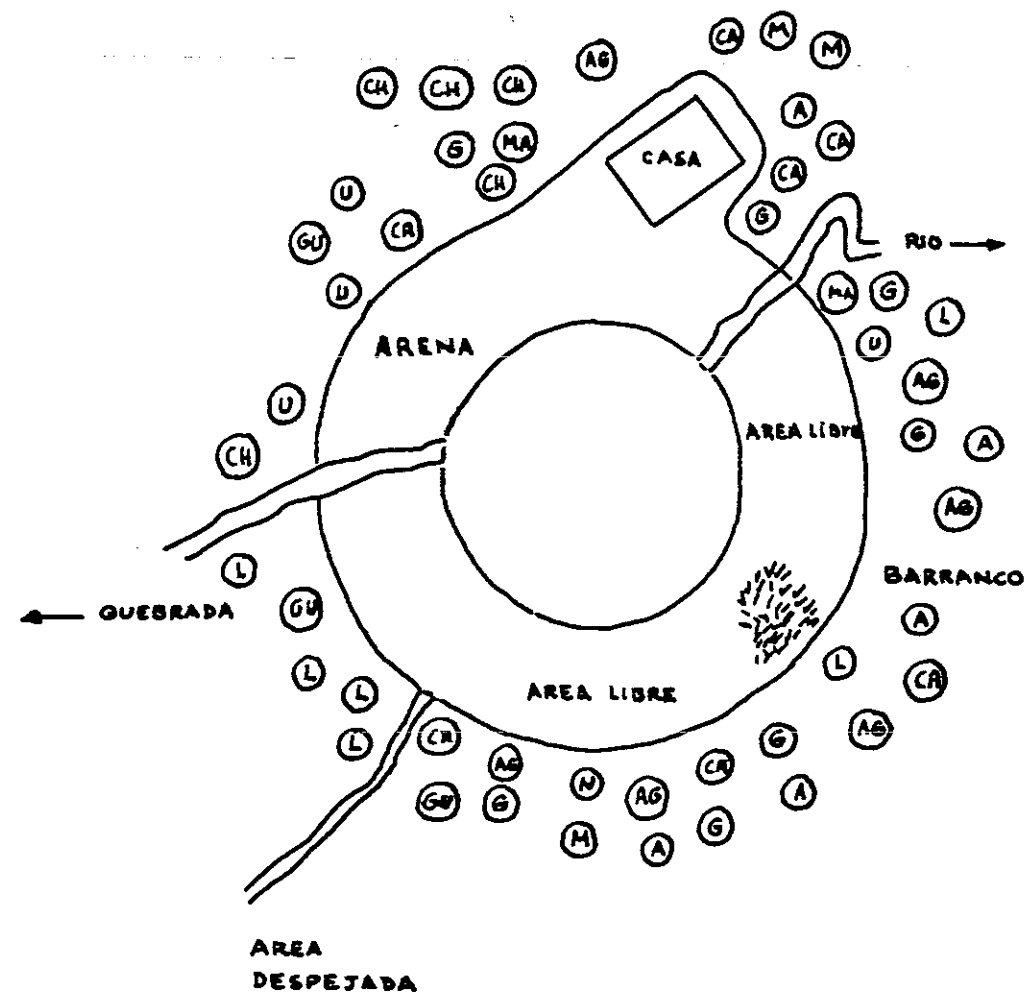 CA M M
AG
CH CH CH
A
G MA
CA
CASA
CH
CA
U
G
CR
GU
RIO
U
MA G
L
ARENA
U
AG
U
AREA LIBRE
G
A
CH
AG
L
BARRANCO
QUEBRADA
GU
A
L
L
L
AREA LIBRE
CA
L
CR
G
AG
AG
N
CA
GU
G
AG
A
M
G
A
AREA
DESPEJADA